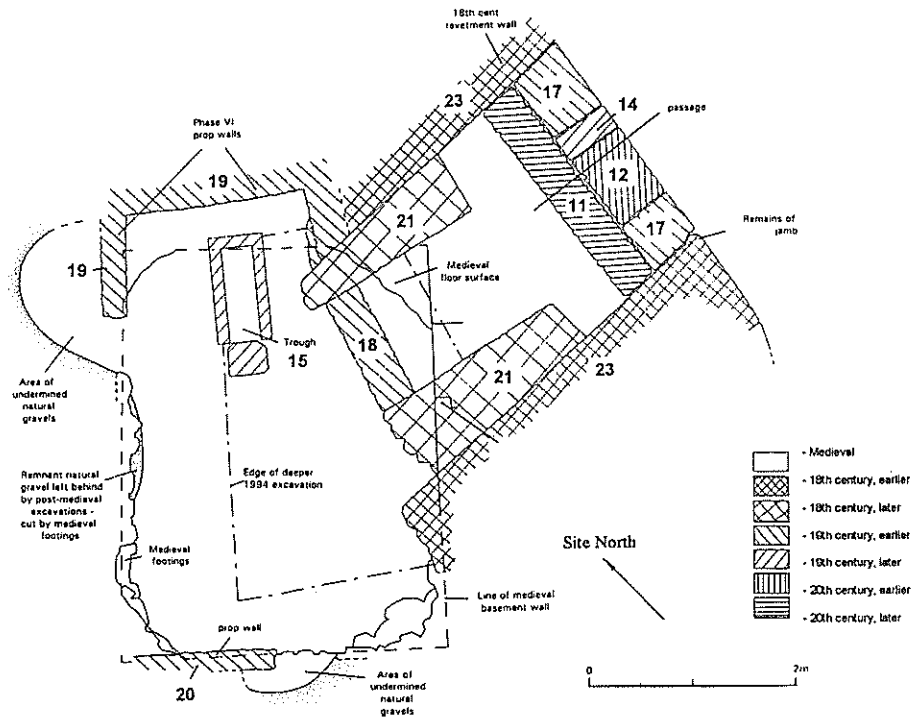 18th cent
revetment wall
23
17
14
passage
Phase VI
prop walls
19
12
21
11
17
Remains of
jamb
19
Medieval
floor surface
Trough
15
18
21
23
Area of
undermined
natural
gravels
Remnant natural
gravel left behind
by post-medieval
excavations -
cut by medieval
footings
Edge of deeper
1994 excavation
Medieval
footings
Site North
Line of medieval
basement wall
prop wall
20
Area of
undermined
natural
gravels
- Medieval
- 18th century, earlier
- 18th century, later
- 19th century, earlier
- 19th century, later
- 20th century, earlier
- 20th century, later
0
2m